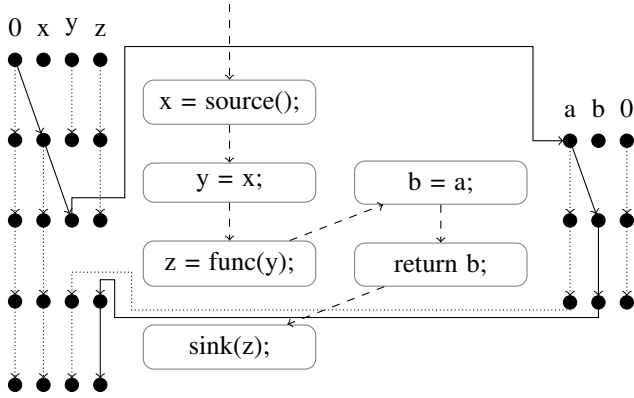 0 x y z
x = source();
a b 0
y = x;
b = a;
z = func(y);
return b;
sink(z);